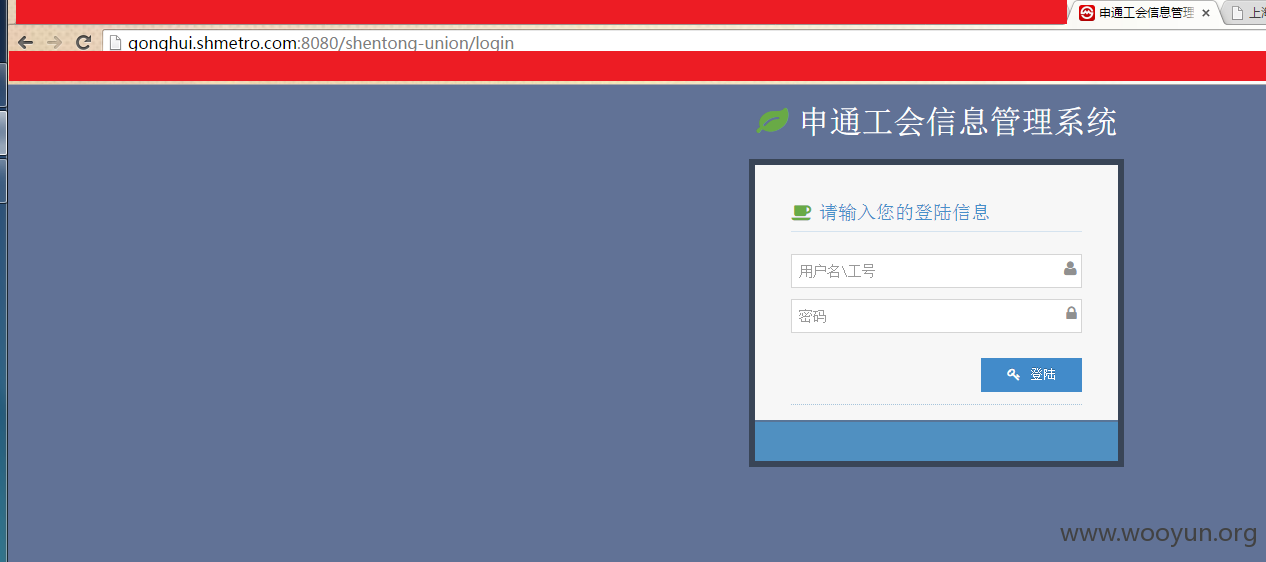 申通工会信息管理
上海
gonghui.shmetro.com:8080/shentong-union/login
申通工会信息管理系统
请输入您的登陆信息
用户名\工号
密码
登陆
www.wooyun.org